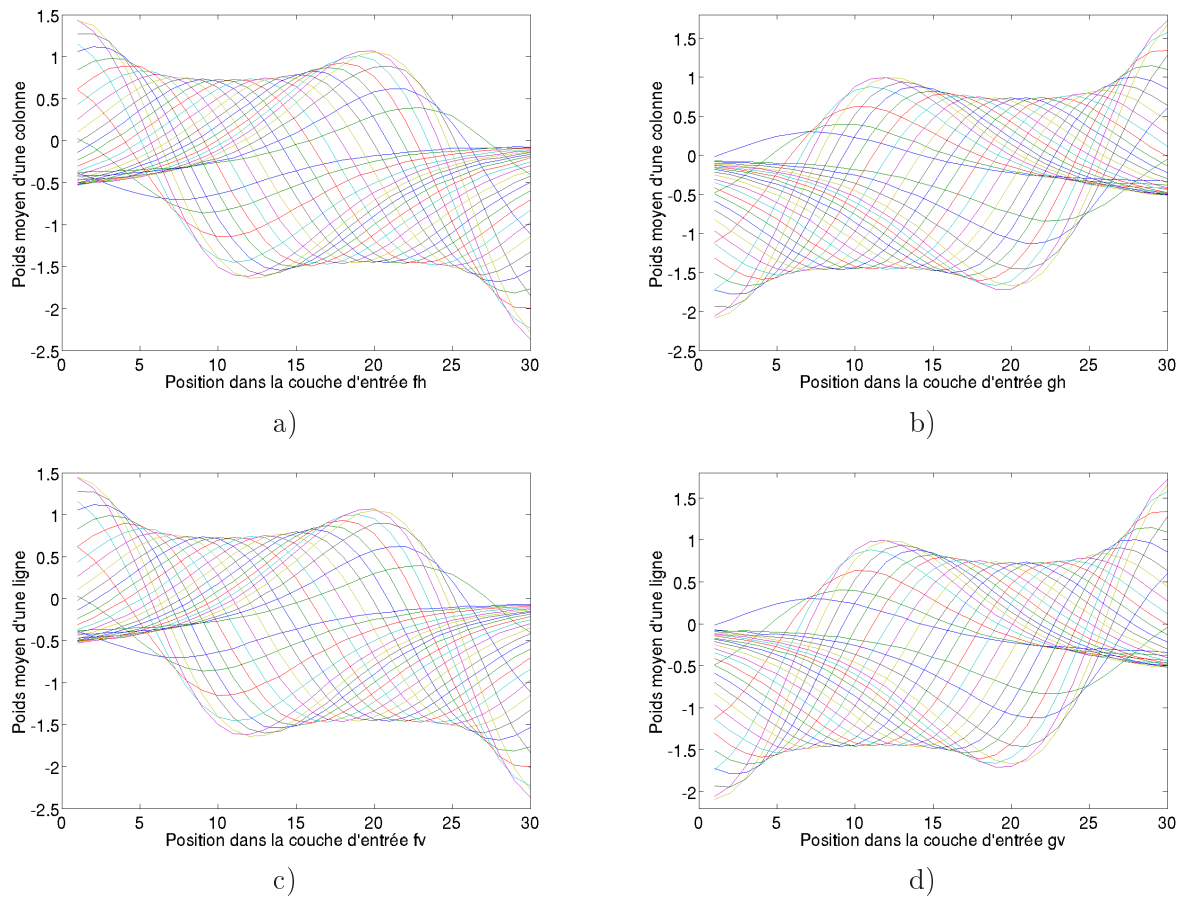 1.5
1
0.5
0
-0.5
-1
-1.5
-2
-2.5
Poids moyen d'une colonne
0 5 10 15 20 25 30
Position dans la couche d'entrée fh
a)
1.5
1
0.5
0
-0.5
-1
-1.5
-2
-2.5
Poids moyen d'une colonne
0 5 10 15 20 25 30
Position dans la couche d'entrée gh
b)
1.5
1
0.5
0
-0.5
-1
-1.5
-2
-2.5
Poids moyen d'une ligne
0 5 10 15 20 25 30
Position dans la couche d'entrée fv
c)
1.5
1
0.5
0
-0.5
-1
-1.5
-2
Poids moyen d'une ligne
0 5 10 15 20 25 30
Position dans la couche d'entrée gv
d)